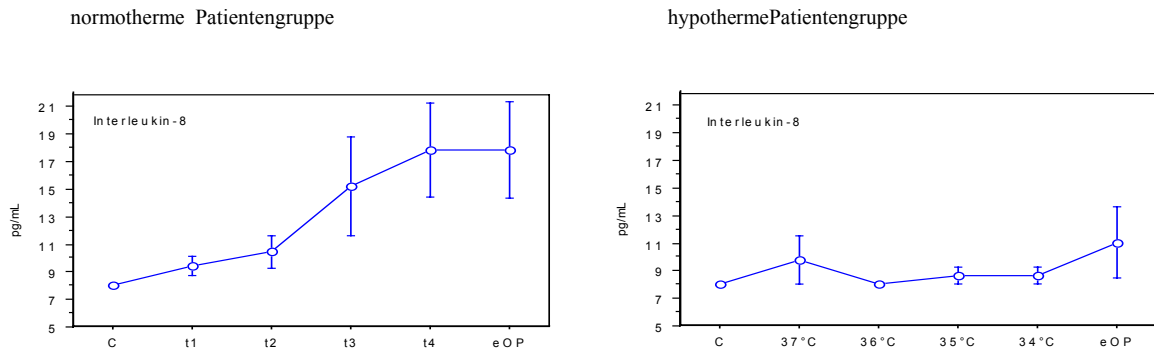 normotherme Patientengruppe
hypothermePatientengruppe
Interleukin-8
21
19
17
15
13
11
9
7
5
pg/mL
C t1 t2 t3 t4 eOP
Interleukin-8
21
19
17
15
13
11
9
7
5
pg/mL
C 37°C 36°C 35°C 34°C eOP